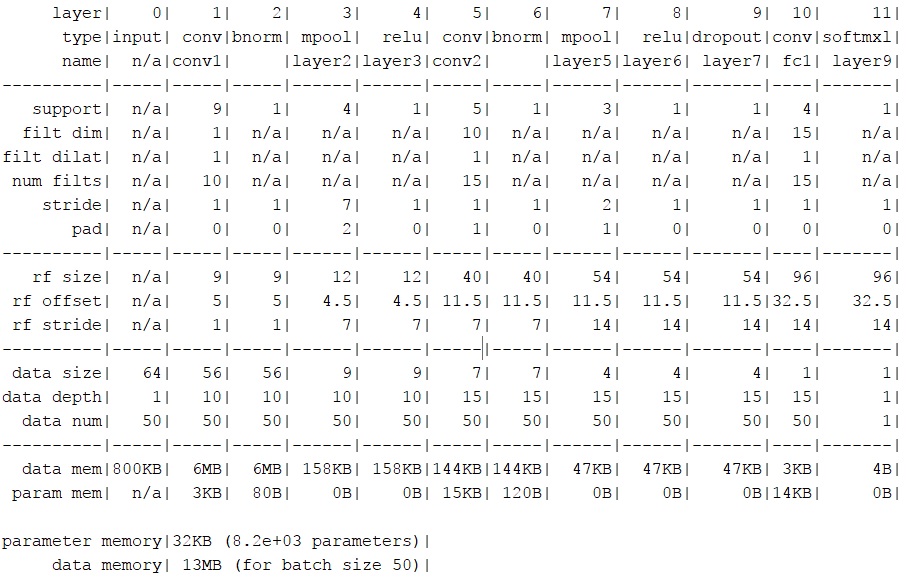 layer| 0| 1| 2| 3| 4| 5| 6| 7| 8| 9| 10| 11|
type|input| conv|bnorm| mpool| relu| conv|bnorm| mpool| relu|dropout|conv|softmxl|
name| n/a|conv1| |layer2|layer3|conv2| |layer5|layer6| layer7| fc1| layer9|
----------|-----|-----|-----|------|------|-----|-----|------|------|-------|----|-------|
support| n/a| 9| 1| 4| 1| 5| 1| 3| 1| 1| 4| 1|
filt dim| n/a| 1| n/a| n/a| n/a| 10| n/a| n/a| n/a| n/a| 15| n/a|
filt dilat| n/a| 1| n/a| n/a| n/a| 1| n/a| n/a| n/a| n/a| 1| n/a|
num filts| n/a| 10| n/a| n/a| n/a| 15| n/a| n/a| n/a| n/a| 15| n/a|
stride| n/a| 1| 1| 7| 1| 1| 1| 2| 1| 1| 1| 1|
pad| n/a| 0| 0| 2| 0| 1| 0| 1| 0| 0| 0| 0|
----------|-----|-----|-----|------|------|-----|-----|------|------|-------|----|-------|
rf size| n/a| 9| 9| 12| 12| 40| 40| 54| 54| 54| 96| 96|
rf offset| n/a| 5| 5| 4.5| 4.5| 11.5| 11.5| 11.5| 11.5| 11.5|32.5| 32.5|
rf stride| n/a| 1| 1| 7| 7| 7| 7| 14| 14| 14| 14| 14|
----------|-----|-----|-----|------|------|-----|-----|------|------|-------|----|-------|
data size| 64| 56| 56| 9| 9| 7| 7| 4| 4| 4| 1| 1|
data depth| 1| 10| 10| 10| 10| 15| 15| 15| 15| 15| 15| 1|
data num| 50| 50| 50| 50| 50| 50| 50| 50| 50| 50| 50| 1|
----------|-----|-----|-----|------|------|-----|-----|------|------|-------|----|-------|
data mem|800KB| 6MB| 6MB| 158KB| 158KB|144KB|144KB| 47KB| 47KB| 47KB| 3KB| 4B|
param mem| n/a| 3KB| 80B| 0B| 0B| 15KB| 120B| 0B| 0B| 0B|14KB| 0B|
parameter memory|32KB (8.2e+03 parameters)|
data memory| 13MB (for batch size 50)|